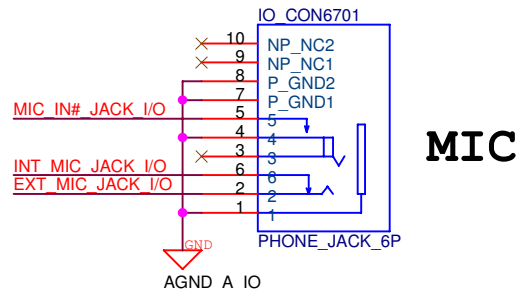 IO_CON6701
10 NP_NC2
9 NP_NC1
8 P_GND2
7 P_GND1
MIC_IN#_JACK_I/O 5 5
4 4
3 3
INT_MIC_JACK_I/O 6 6
EXT_MIC_JACK_I/O 2 2
1 1
MIC
GND
PHONE_JACK_6P
AGND_A_IO